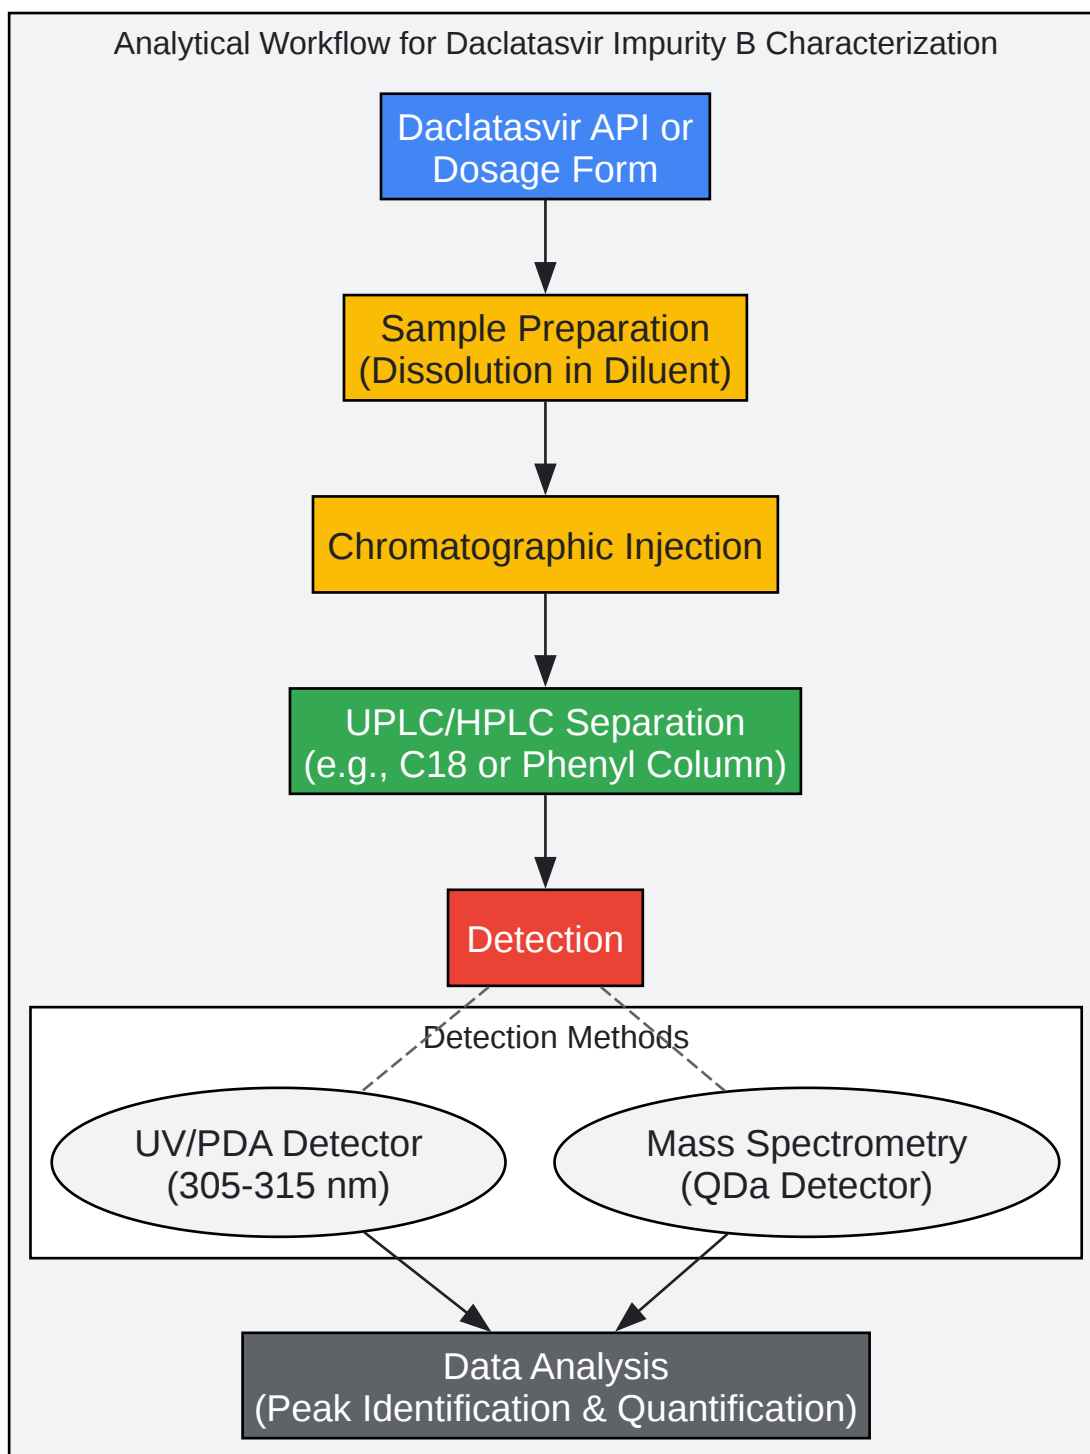 Analytical Workflow for Daclatasvir Impurity B Characterization
Daclatasvir API or
Dosage Form
Sample Preparation
(Dissolution in Diluent)
Chromatographic Injection
UPLC/HPLC Separation
(e.g., C18 or Phenyl Column)
Detection
Detection Methods
UV/PDA Detector
(305-315 nm)
Mass Spectrometry
(QDa Detector)
Data Analysis
(Peak Identification & Quantification)